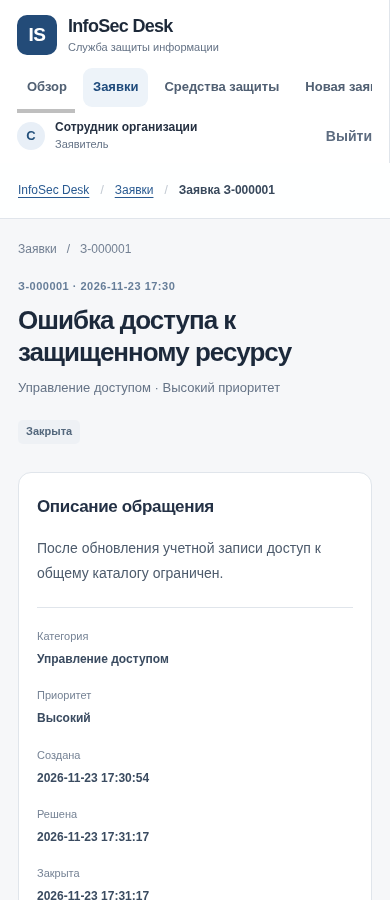 IS
InfoSec Desk
Служба защиты информации
Обзор Заявки Средства защиты Новая
С
Сотрудник организации
Заявитель
Выйти
InfoSec Desk / Заявки / Заявка З-000001
Заявки / З-000001
З-000001 · 2026-11-23 17:30
Ошибка доступа к
защищенному ресурсу
Управление доступом · Высокий приоритет
Закрыта
Описание обращения
После обновления учетной записи доступ к
общему каталогу ограничен.
Категория
Управление доступом
Приоритет
Высокий
Создана
2026-11-23 17:30:54
Решена
2026-11-23 17:31:17
Закрыта
2026-11-23 17:31:17